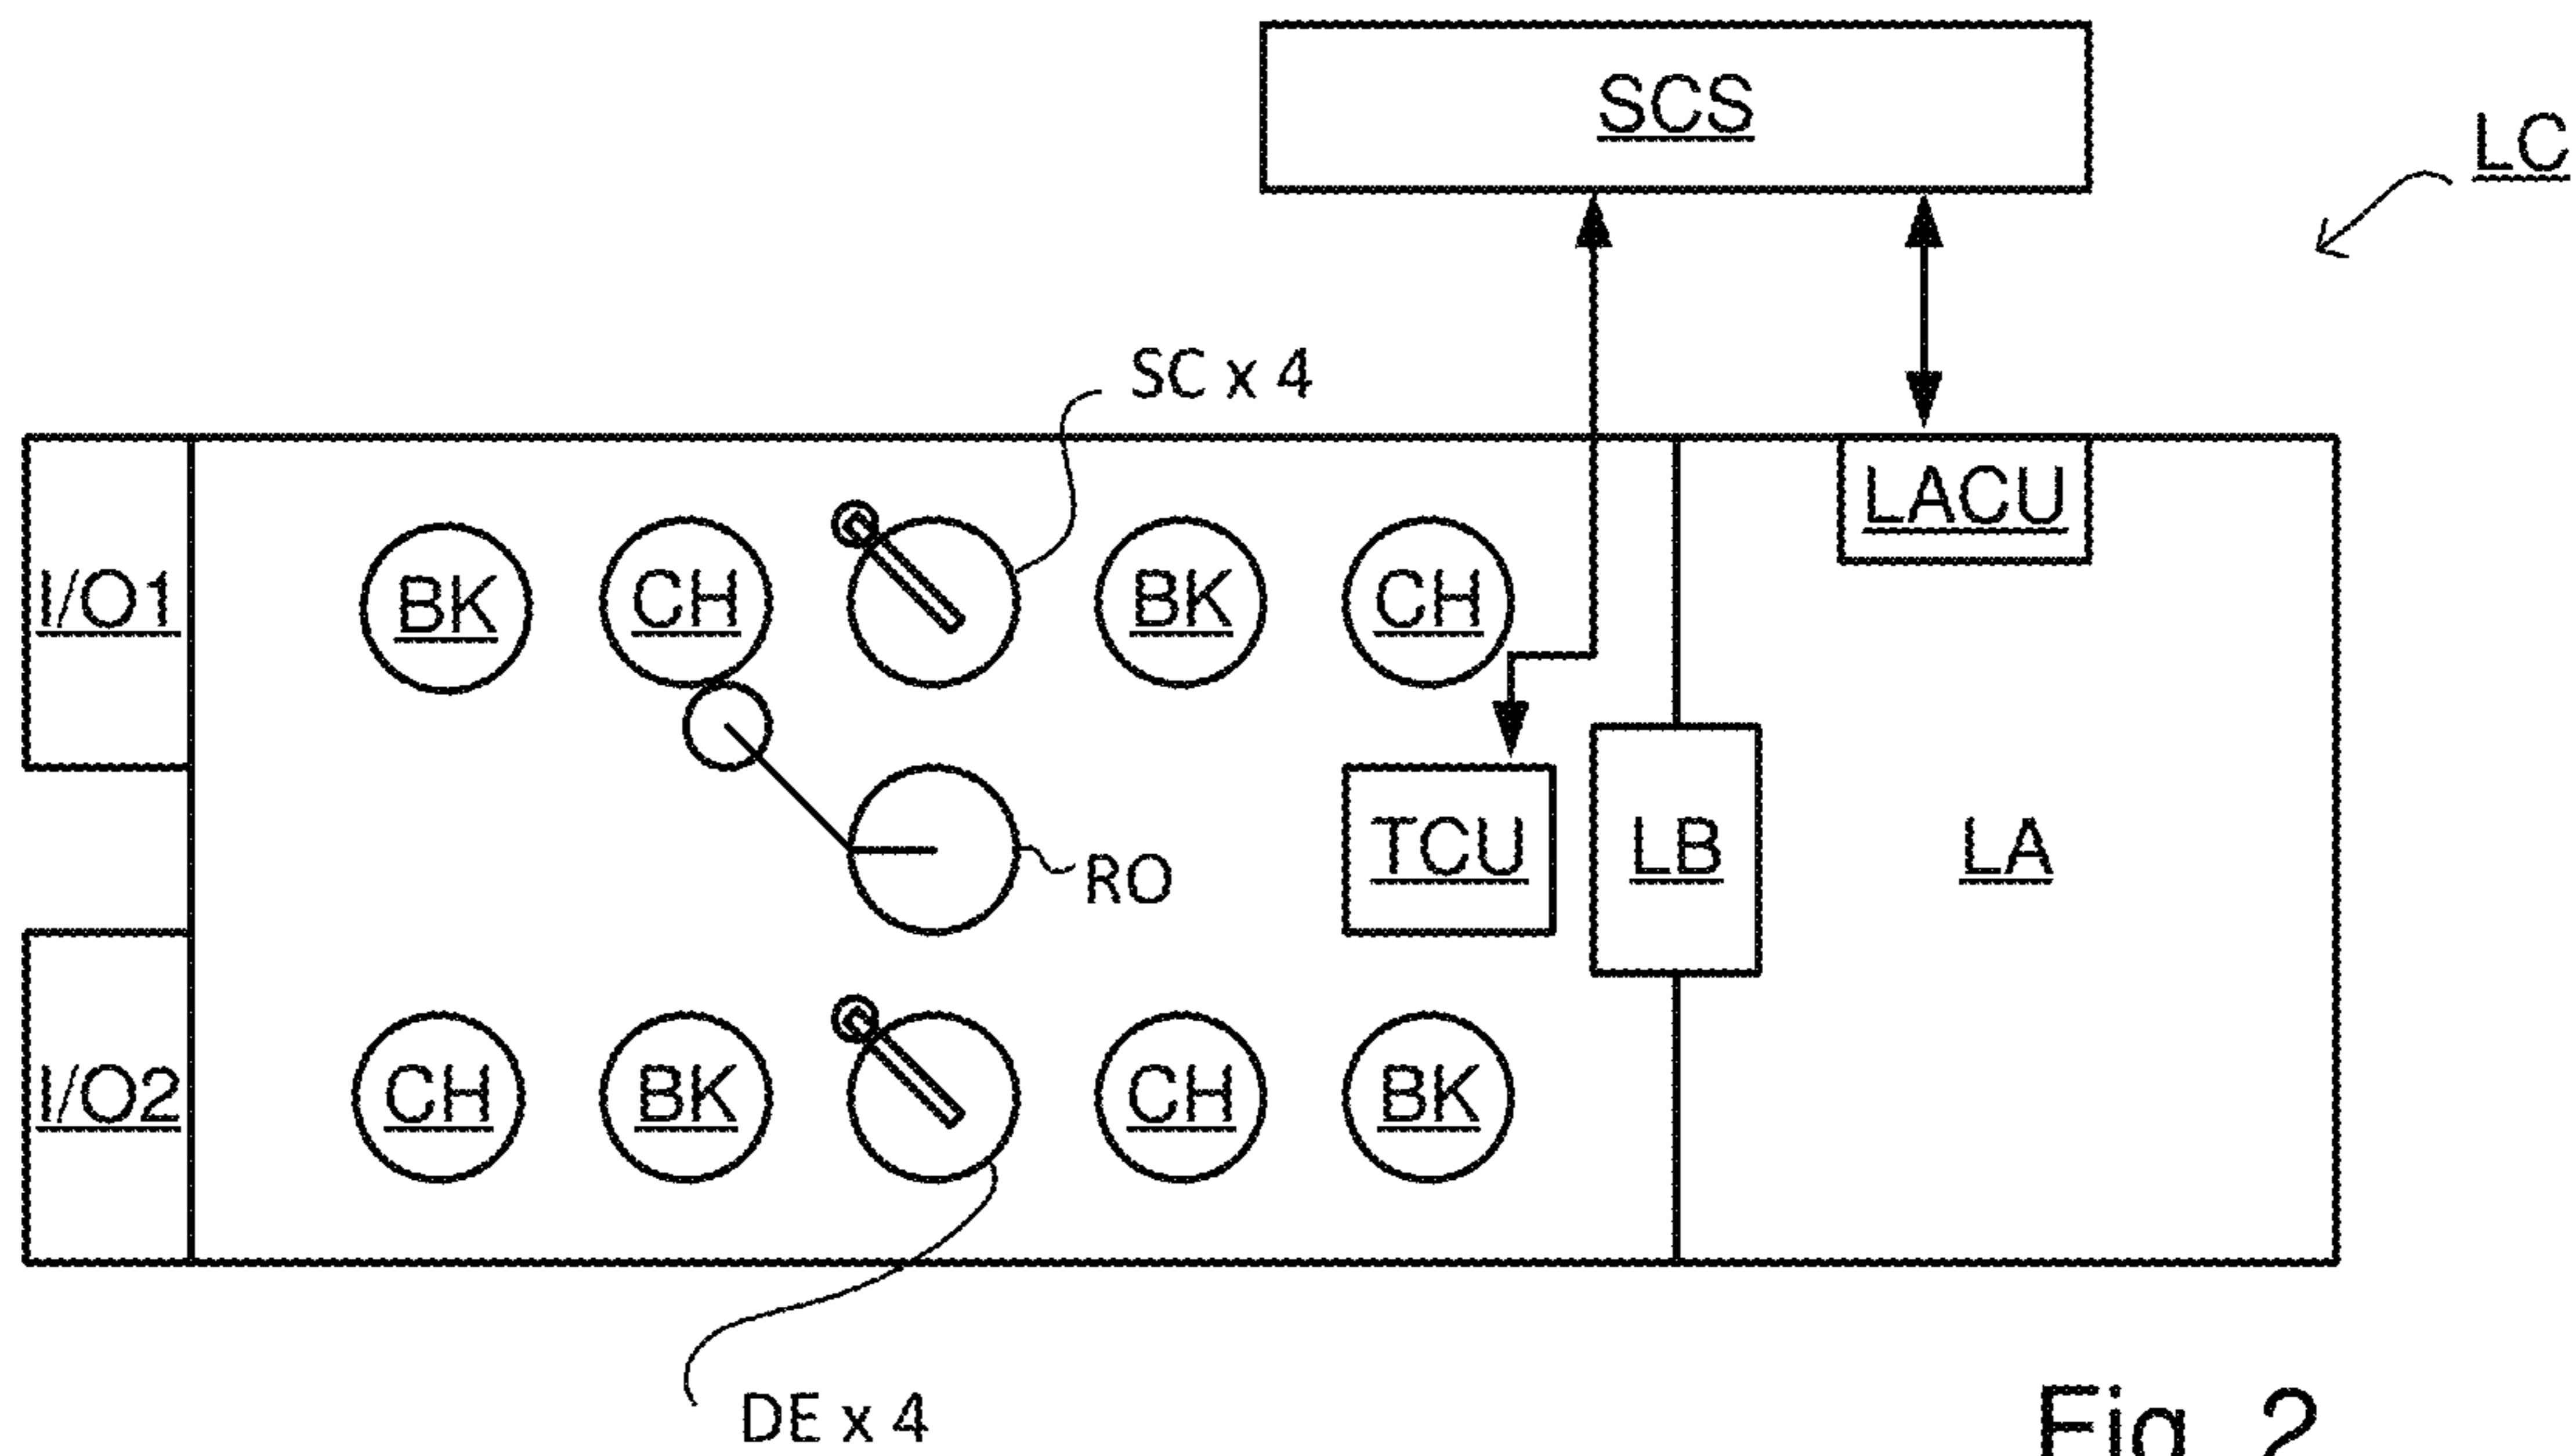 SCS
LC
SC x 4
LACU
I/O1
BK
CH
BK
CH
RO
TCU
LB
LA
I/O2
CH
BK
CH
BK
DE x 4
Fig. 2